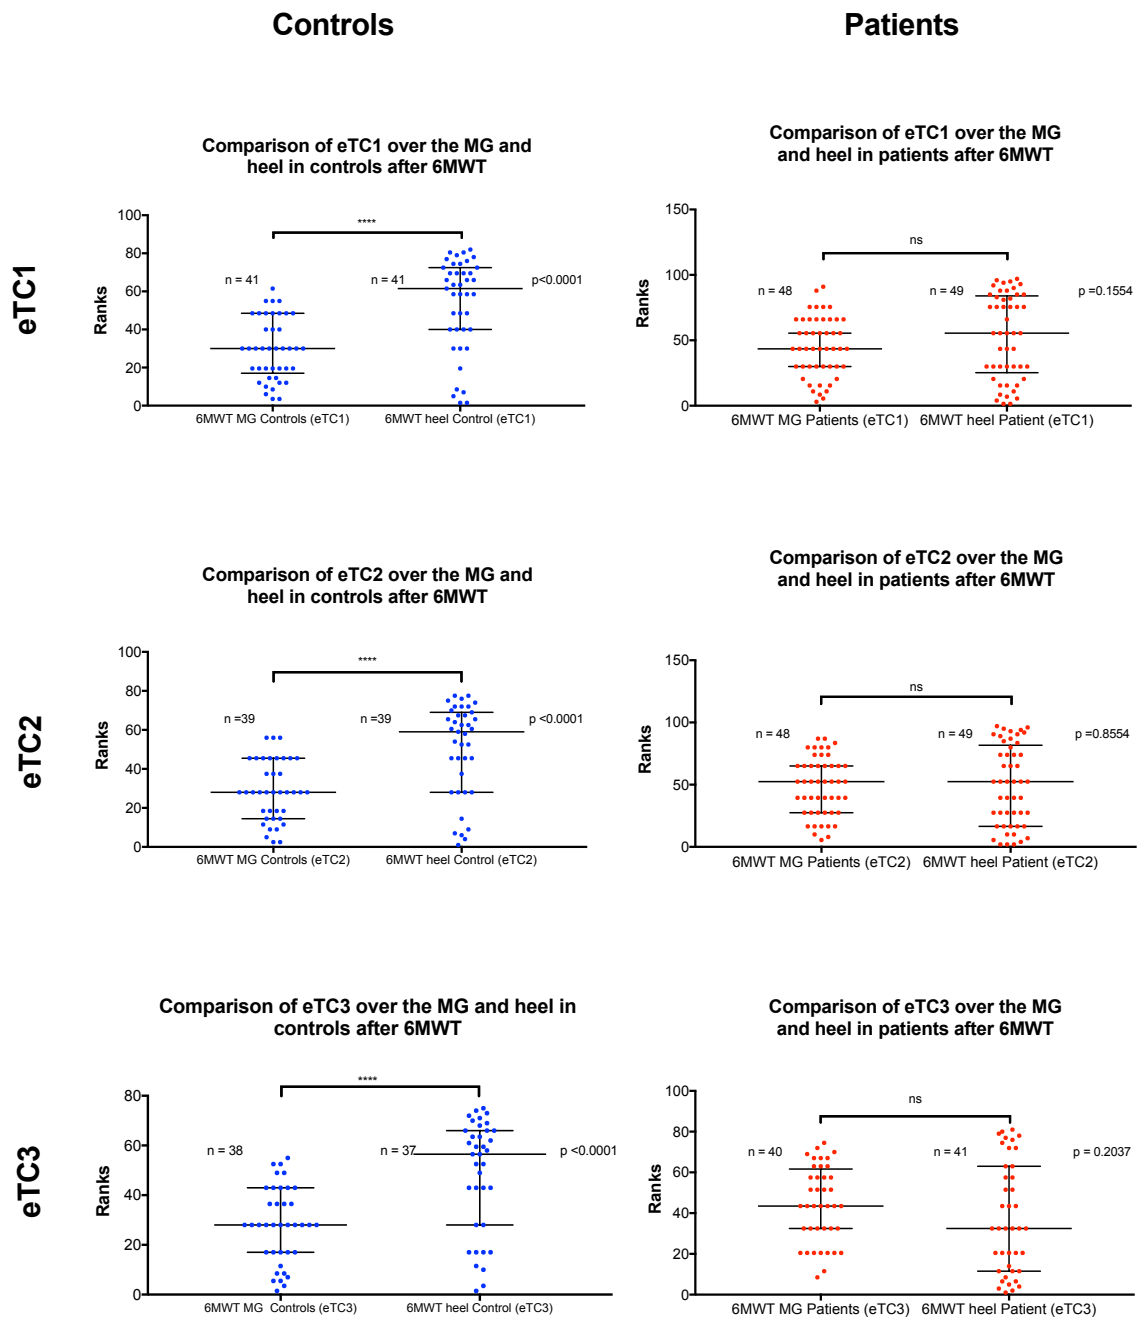 Controls
Patients
eTC1
Comparison of eTC1 over the MG and
heel in controls after 6MWT
100
80
60
40
20
0
Ranks
****
n = 41
n = 41
p<0.0001
6MWT MG Controls (eTC1)
6MWT heel Control (eTC1)
Comparison of eTC1 over the MG
and heel in patients after 6MWT
150
100
50
0
Ranks
ns
n = 48
n = 49
p =0.1554
6MWT MG Patients (eTC1)
6MWT heel Patient (eTC1)
eTC2
Comparison of eTC2 over the MG and
heel in controls after 6MWT
100
80
60
40
20
0
Ranks
****
n =39
n =39
p <0.0001
6MWT MG Controls (eTC2)
6MWT heel Control (eTC2)
Comparison of eTC2 over the MG
and heel in patients after 6MWT
150
100
50
0
Ranks
ns
n = 48
n = 49
p =0.8554
6MWT MG Patients (eTC2)
6MWT heel Patient (eTC2)
eTC3
Comparison of eTC3 over the MG and heel in
controls after 6MWT
80
60
40
20
0
Ranks
****
n = 38
n = 37
p <0.0001
6MWT MG  Controls (eTC3)
6MWT heel Control (eTC3)
Comparison of eTC3 over the MG
and heel in patients after 6MWT
100
80
60
40
20
0
Ranks
ns
n = 40
n = 41
p = 0.2037
6MWT MG Patients (eTC3)
6MWT heel Patient (eTC3)